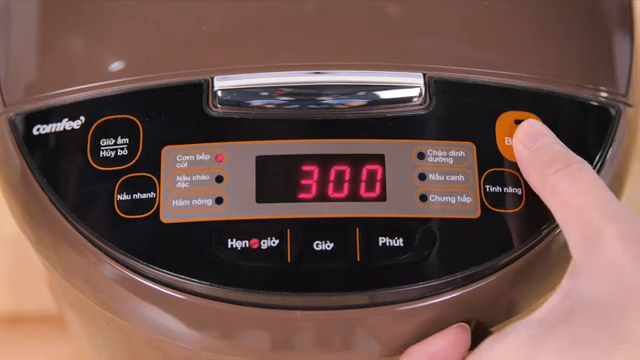 comfee'
Giữ ấm
Hủy bỏ
Nấu nhanh
Cơm bếp
củi
Nấu cháo
đặc
Hâm nóng
300
Cháo dinh
dưỡng
Nấu canh
Chưng hấp
Tính năng
Hẹn giờ
Giờ
Phút